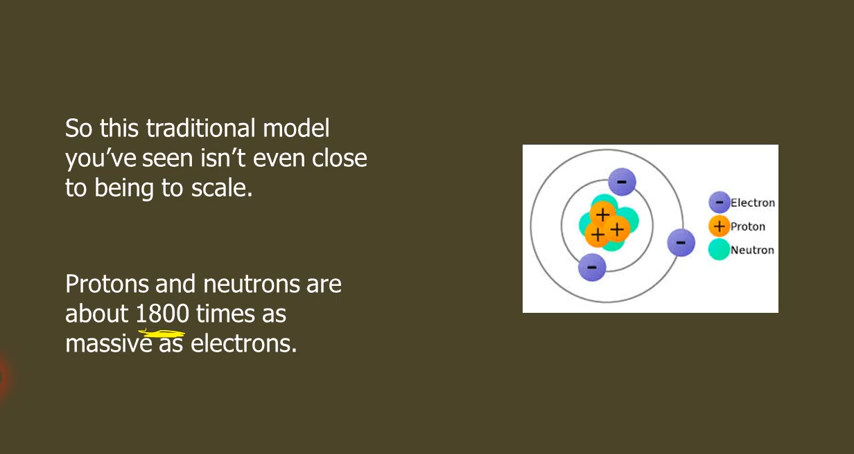 So this traditional model
you’ve seen isn’t even close
to being to scale.
Protons and neutrons are
about 1800 times as
massive as electrons.
-
-
-
+
+
+
- Electron
+ Proton
Neutron